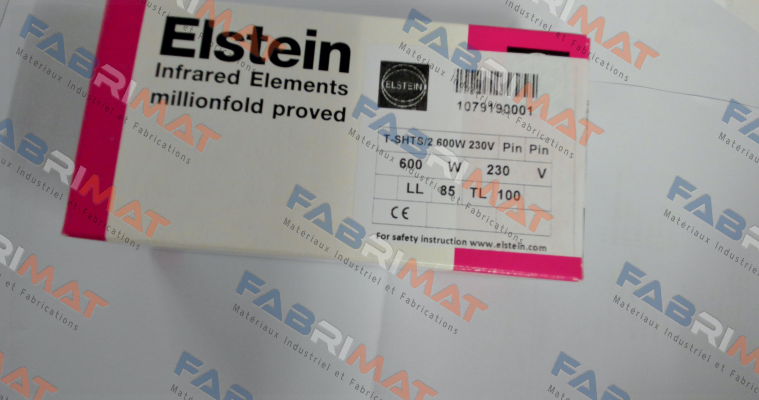 Elstein
Infrared Elements
millionfold proved
ELSTEIN
1079190001
T-SHTS/2 600W 230V Pin Pin
600 W 230 V
LL 85 TL 100
CE
For safety instruction www.elstein.com
FABRIMAT
Matériaux Industriel et Fabrications